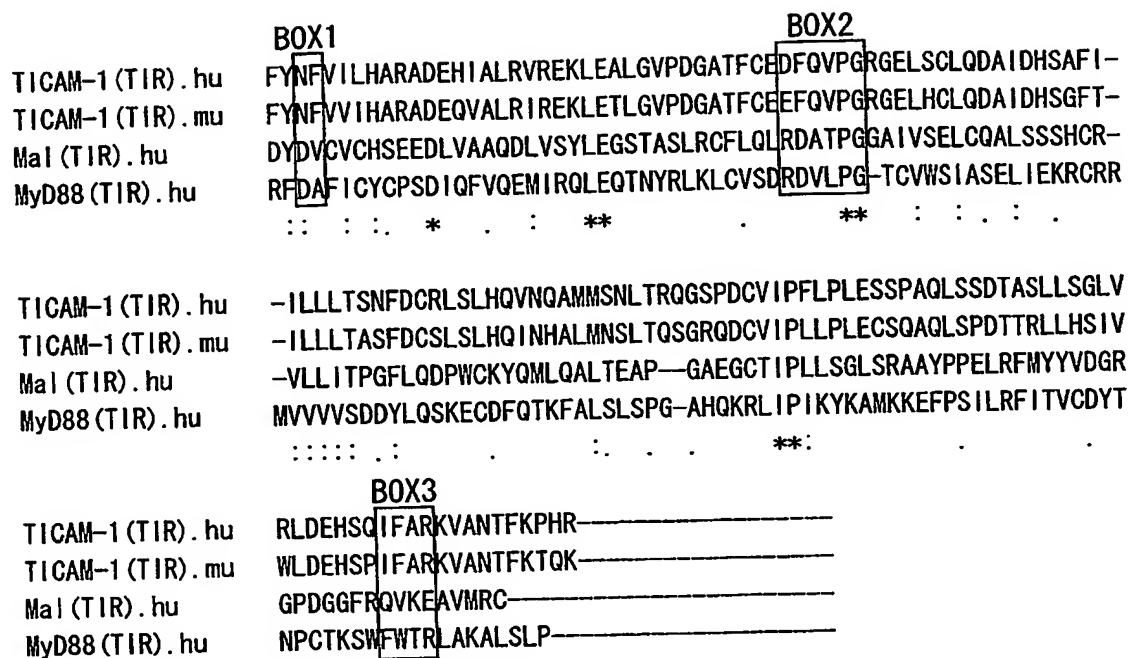 BOX1 BOX2
TICAM-1(TIR).hu FYNFVILHARADEHIALRVREKLEALGVPDGATFCEDFQVPGRGELSCLQDAIDHSAFI-
TICAM-1(TIR).mu FYNFVVIHARADEQVALRIREKLETLGVPDGATFCEEFQVPGRGELHCLQDAIDHSGFT-
Mal(TIR).hu DYDVCVCHSEEDLVAAQDLVSYLEGSTASLRCFLQLRDATPGGAIVSELCQALSSSHCR-
MyD88(TIR).hu RFDAFICYCPSDIQFVQEMIRQLEQTNYRLKLCVSDRDVLPG-TCVWSIASELIEKRCRR
:: : :. * . : ** . ** : : . : .
TICAM-1(TIR).hu -ILLLTSNFDCRLSLHQVNQAMMSNLTRQGSPDCVIPFLPLESSPAQLSSDTASLLSGLV
TICAM-1(TIR).mu -ILLLTASFDCSLSLHQINHALMNSLTQSGRQDCVIPLLPLECSQAQLSPDTTRLLHSIV
Mal(TIR).hu -VLLITPGFLQDPWCKYQMLQALTEAP--GAEGCTIPLLSGLSRAAYPPELRFMYYVDGR
MyD88(TIR).hu MVVVVSDDYLQSKECDFQTKFALSLSPG-AHQKRLIPIKYKAMKKEFPSILRFITVCDYT
::::: .: . :. . . **: . .
BOX3
TICAM-1(TIR).hu RLDEHSQIFARKVANTFKPHR----------------
TICAM-1(TIR).mu WLDEHSPIFARKVANTFKTQK----------------
Mal(TIR).hu GPDGGFRQVKEAVMRC--------------------
MyD88(TIR).hu NPCTKSWFWTRLAKALSLP------------------